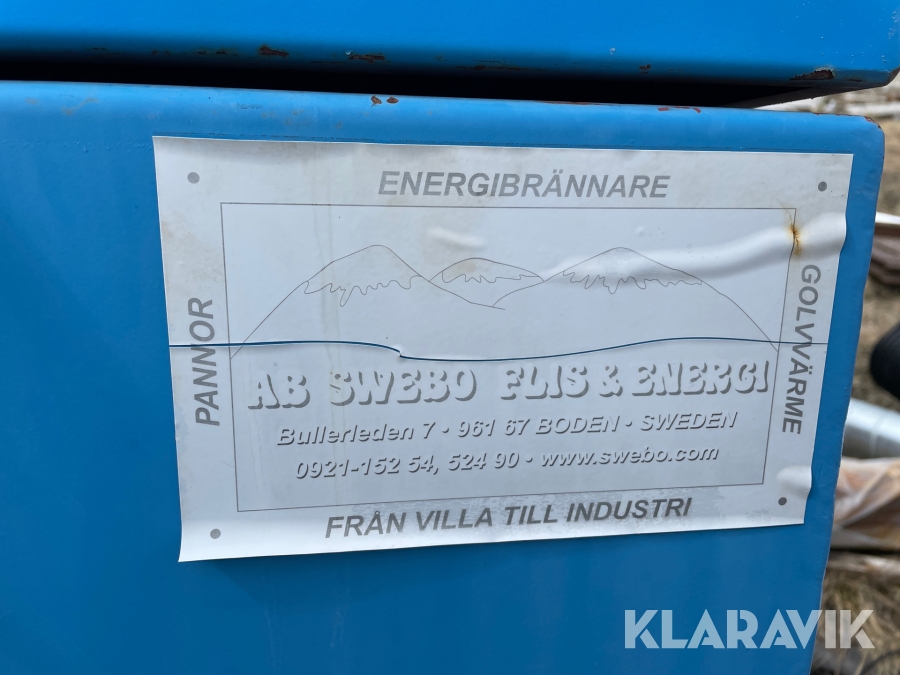 ENERGIBRÄNNARE
PANNOR
GOLVVÄRME
AB SWEBO FLIS & ENERGI
Bullerleden 7 • 961 67 BODEN • SWEDEN
0921-152 54, 524 90 • www.swebo.com
FRÅN VILLA TILL INDUSTRI
KLARAVIK